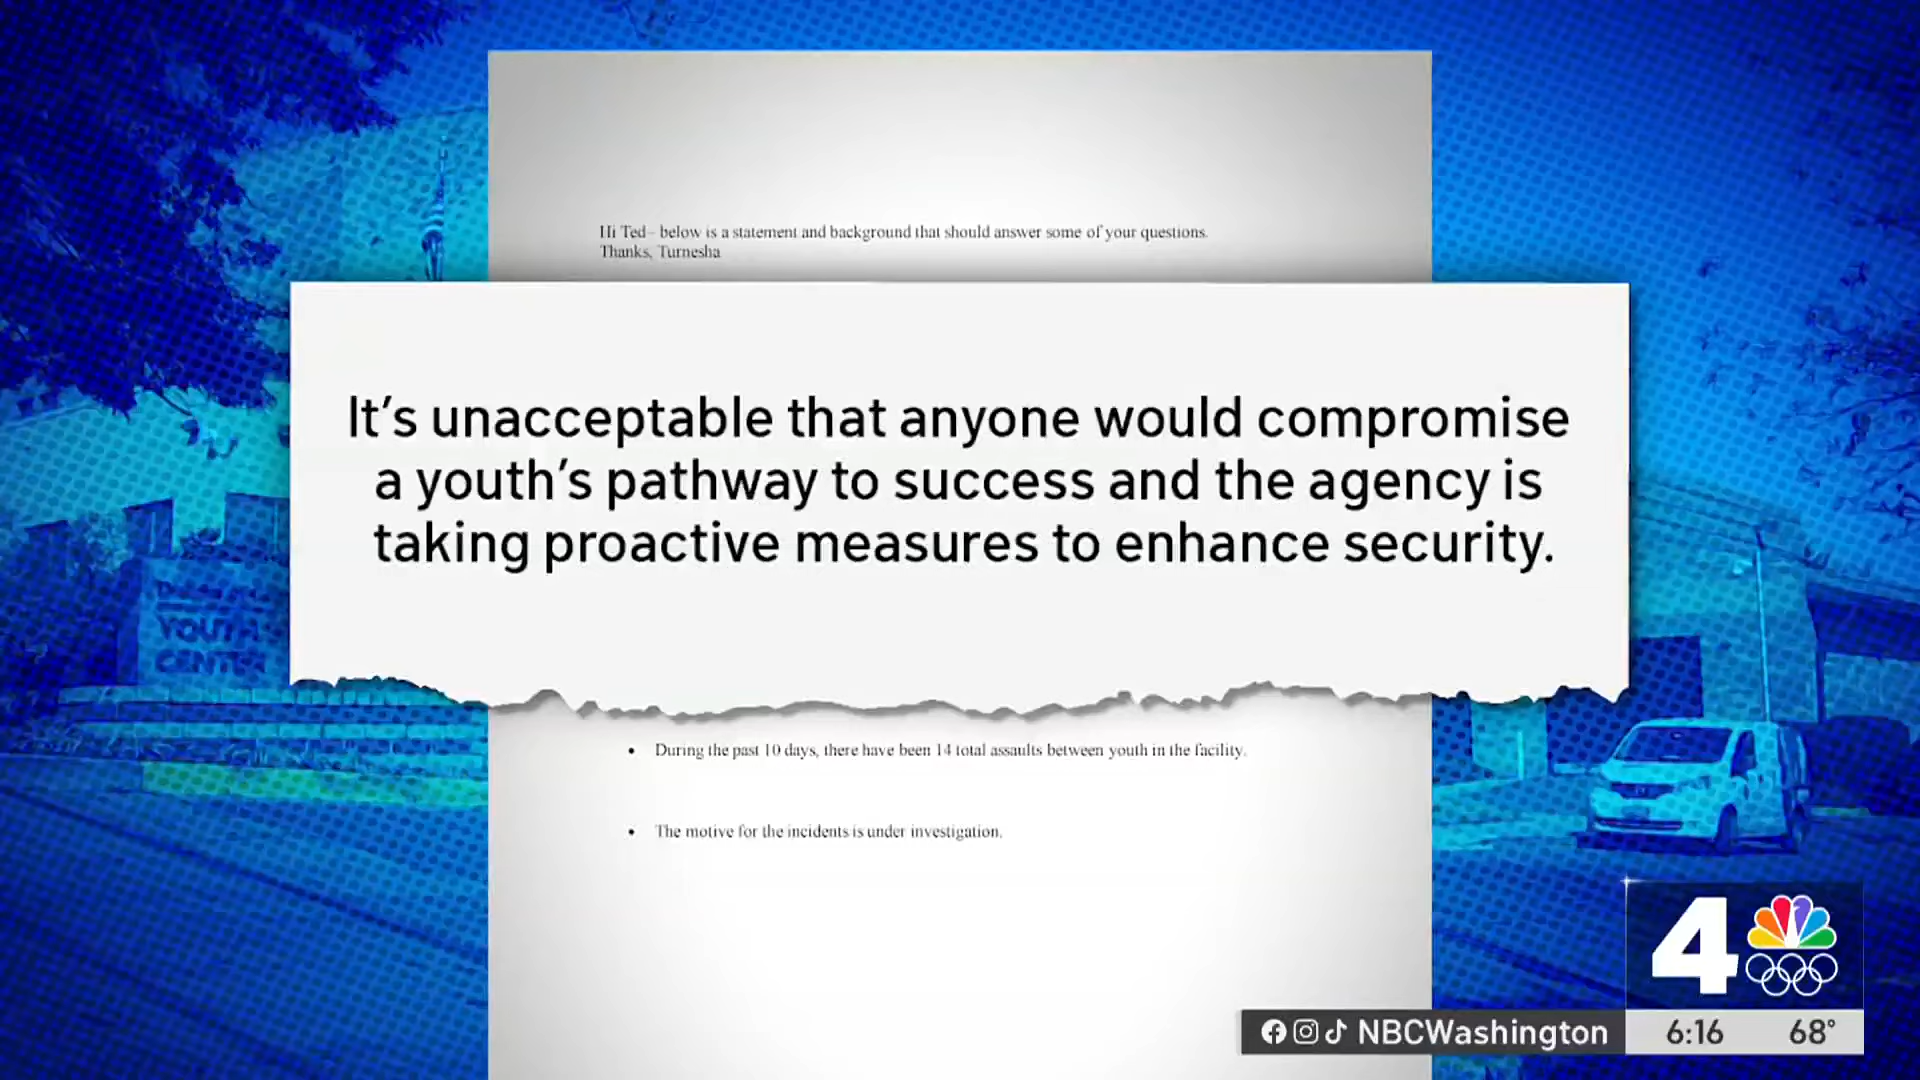 Hi Ted– below is a statement and background that should answer some of your questions.
Thanks, Turnesha
It's unacceptable that anyone would compromise
a youth's pathway to success and the agency is
taking proactive measures to enhance security.
YOUTH
CENTER
• During the past 10 days, there have been 14 total assaults between youth in the facility.
• The motive for the incidents is under investigation.
4
NBCWashington
6:16 68°